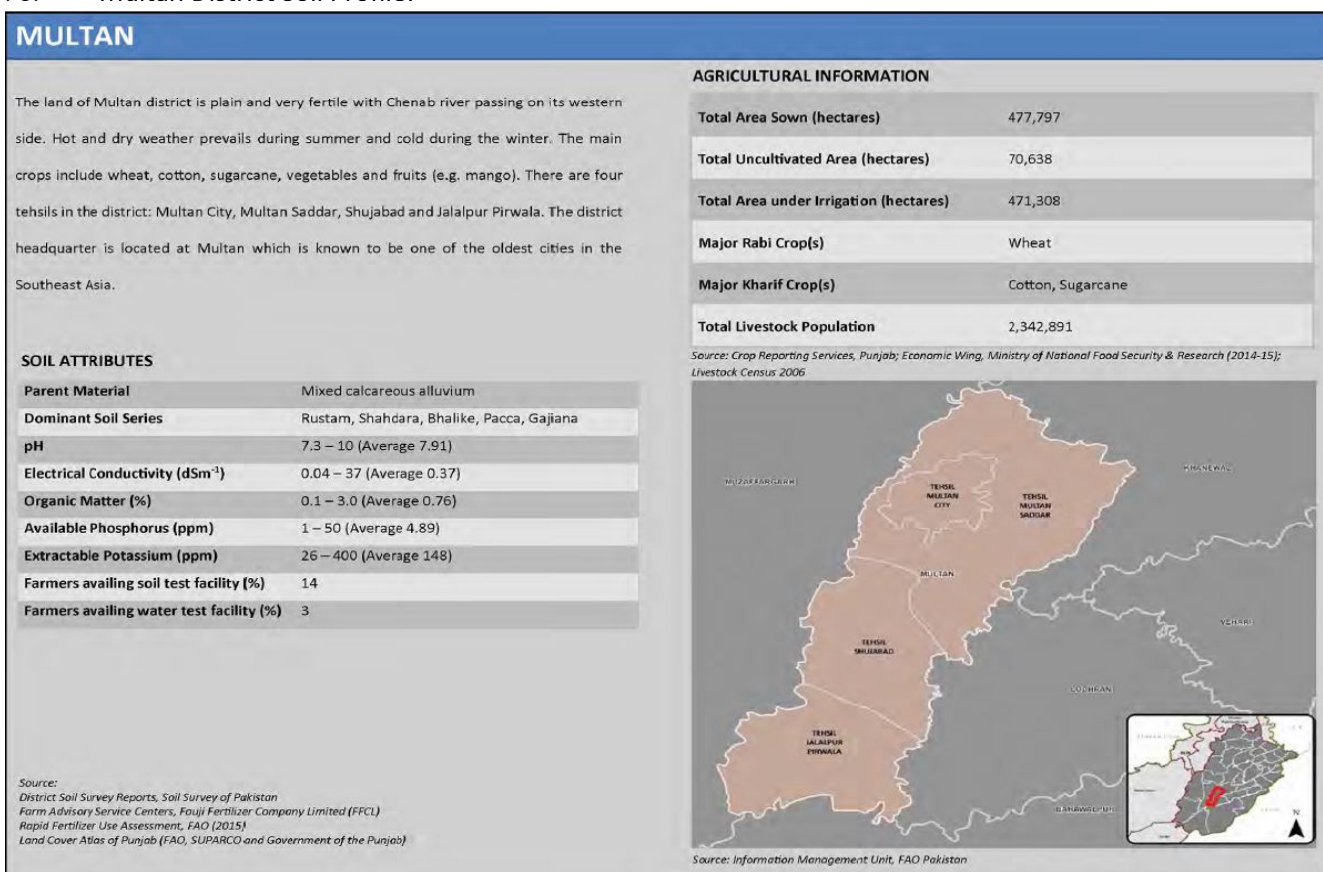 MULTAN
The land of Multan district is plain and very fertile with Chenab river passing on its western
side. Hot and dry weather prevails during summer and cold during the winter. The main
crops include wheat, cotton, sugarcane, vegetables and fruits (e.g. mango). There are four
tehsils in the district: Multan City, Multan Saddar, Shujabad and Jalalpur Pirwala. The district
headquarter is located at Multan which is known to be one of the oldest cities in the
Southeast Asia.
SOIL ATTRIBUTES
Parent Material Mixed calcareous alluvium
Dominant Soil Series Rustam, Shahdara, Bhalike, Pacca, Gajiana
pH 7.3 – 10 (Average 7.91)
Electrical Conductivity (dSm⁻¹) 0.04 – 37 (Average 0.37)
Organic Matter (%) 0.1 – 3.0 (Average 0.76)
Available Phosphorus (ppm) 1 – 50 (Average 4.89)
Extractable Potassium (ppm) 26 – 400 (Average 148)
Farmers availing soil test facility (%) 14
Farmers availing water test facility (%) 3
Source:
District Soil Survey Reports, Soil Survey of Pakistan
Farm Advisory Service Centers, Fauji Fertilizer Company Limited (FFCL)
Rapid Fertilizer Use Assessment, FAO (2015)
Land Cover Atlas of Punjab (FAO, SUPARCO and Government of the Punjab)
AGRICULTURAL INFORMATION
Total Area Sown (hectares) 477,797
Total Uncultivated Area (hectares) 70,638
Total Area under Irrigation (hectares) 471,308
Major Rabi Crop(s) Wheat
Major Kharif Crop(s) Cotton, Sugarcane
Total Livestock Population 2,342,891
Source: Crop Reporting Services, Punjab; Economic Wing, Ministry of National Food Security & Research (2014-15);
Livestock Census 2006
MUZAFFARGARH
KHANEWAL
TEHSIL
MULTAN
CITY
TEHSIL
MULTAN
SADDAR
MULTAN
VEHARI
TEHSIL
SHUJABAD
LODHRAN
TEHSIL
JALALPUR
PIRWALA
BAHAWALPUR
N
Source: Information Management Unit, FAO Pakistan